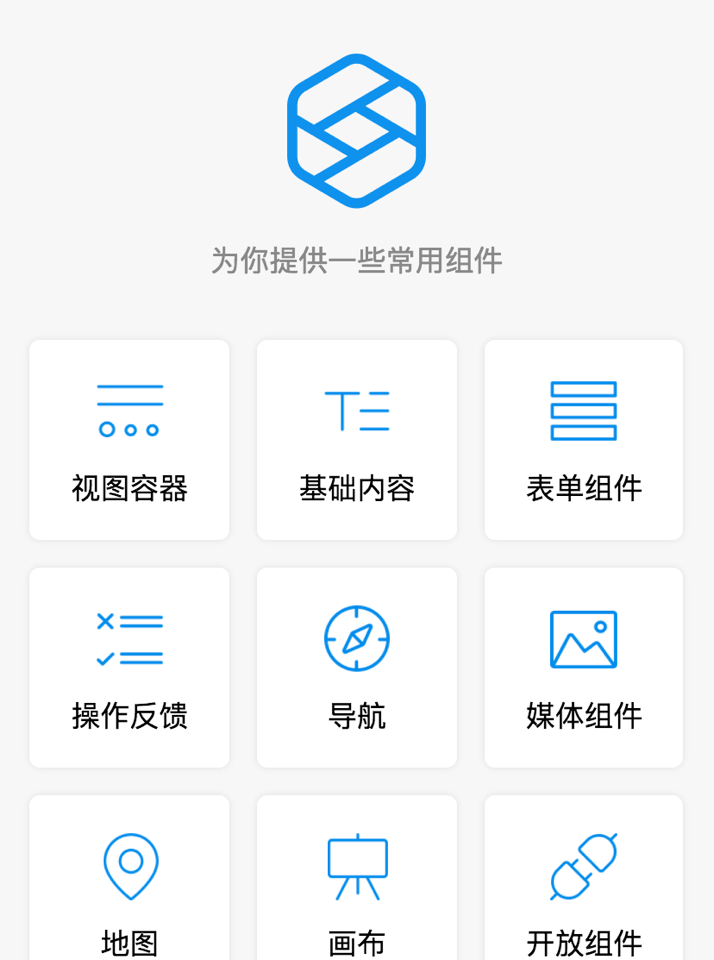 为你提供一些常用组件
视图容器
基础内容
表单组件
操作反馈
导航
媒体组件
地图
画布
开放组件